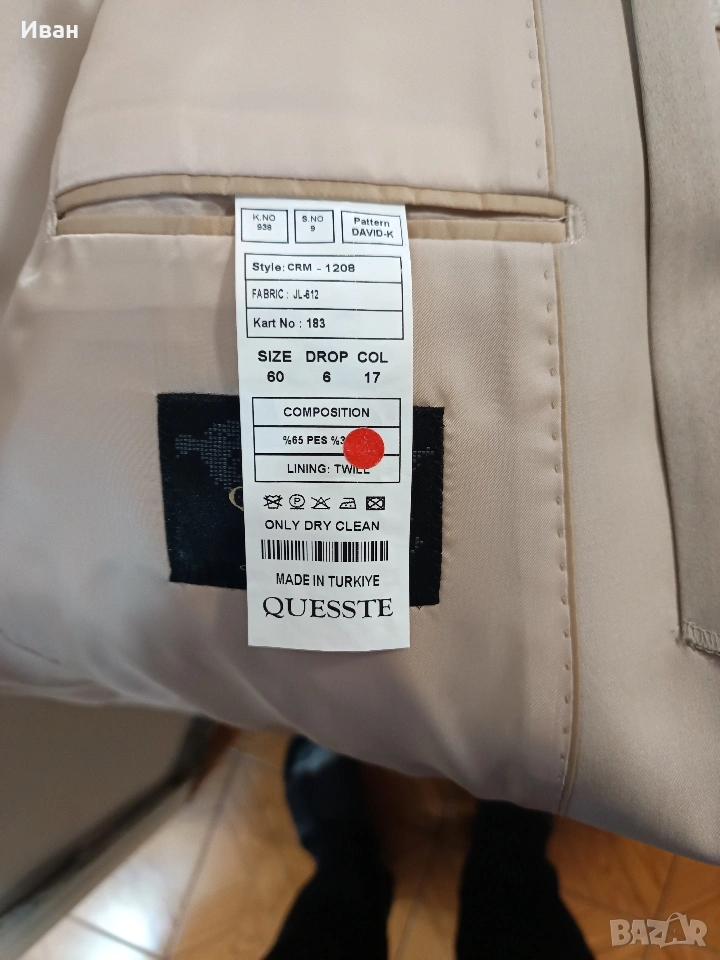 Иван
K.NO
938
S.NO
9
Pattern
DAVID-K
Style: CRM - 1208
FABRIC : JL-612
Kart No : 183
SIZE DROP COL
60 6 17
COMPOSITION
%65 PES
LINING: TWILL
P
ONLY DRY CLEAN
MADE IN TURKIYE
QUESSTE
BAZAR